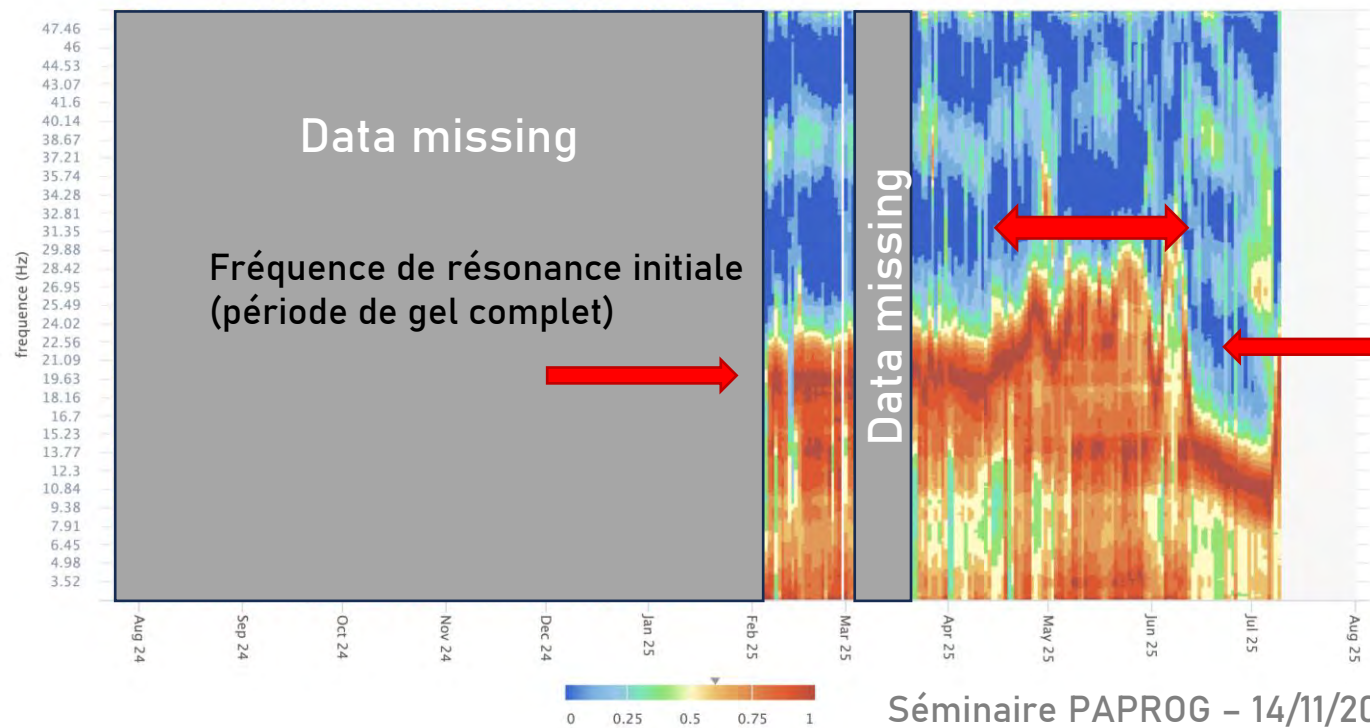 47.46
46
44.53
43.07
41.6
40.14
38.67
37.21
35.74
34.28
32.81
31.35
29.88
28.42
26.95
25.49
24.02
22.56
21.09
19.63
18.16
16.7
15.23
13.77
12.3
10.84
9.38
7.91
6.45
4.98
3.52
frequence (Hz)
Data missing
Fréquence de résonance initiale
(période de gel complet)
Data missing
Aug 24
Sep 24
Oct 24
Nov 24
Dec 24
Jan 25
Feb 25
Mar 25
Apr 25
May 25
Jun 25
Jul 25
Aug 25
0 0.25 0.5 0.75 1
Séminaire PAPROG – 14/11/20